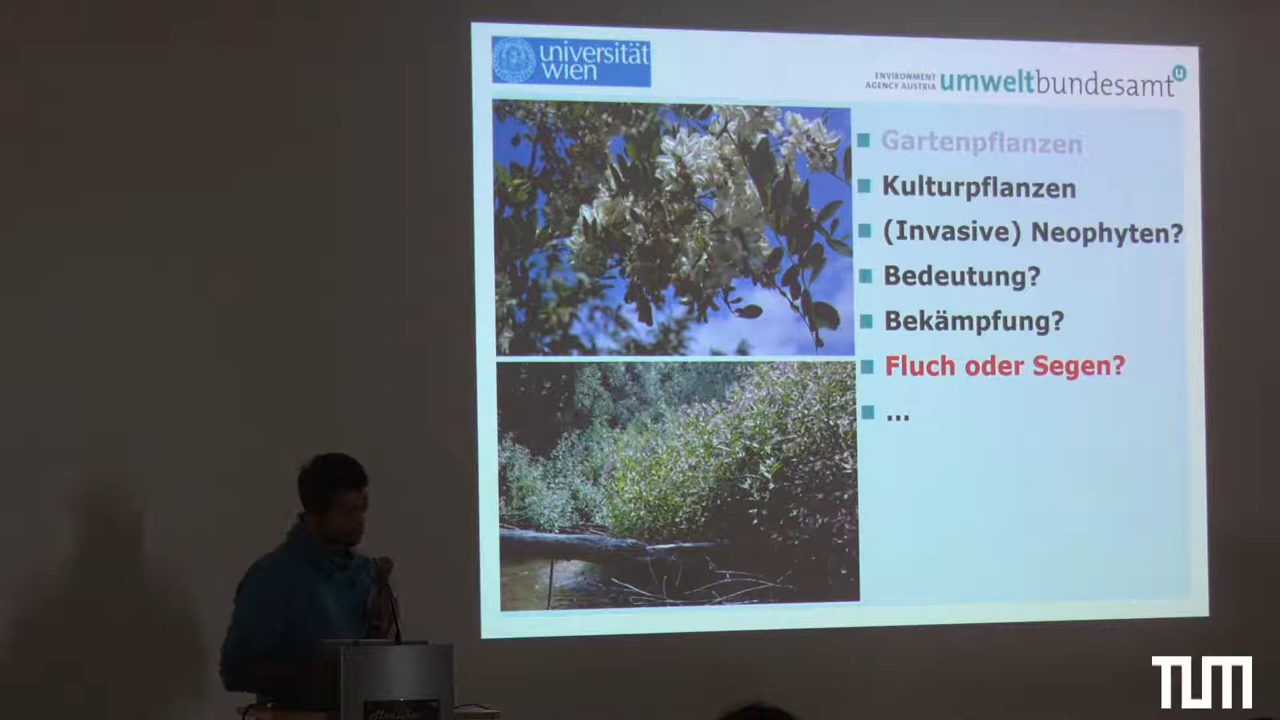 universität
wien
ENVIRONMENT
AGENCY AUSTRIA umweltbundesamt
u
Gartenpflanzen
Kulturpflanzen
(Invasive) Neophyten?
Bedeutung?
Bekämpfung?
Fluch oder Segen?
...
TUM